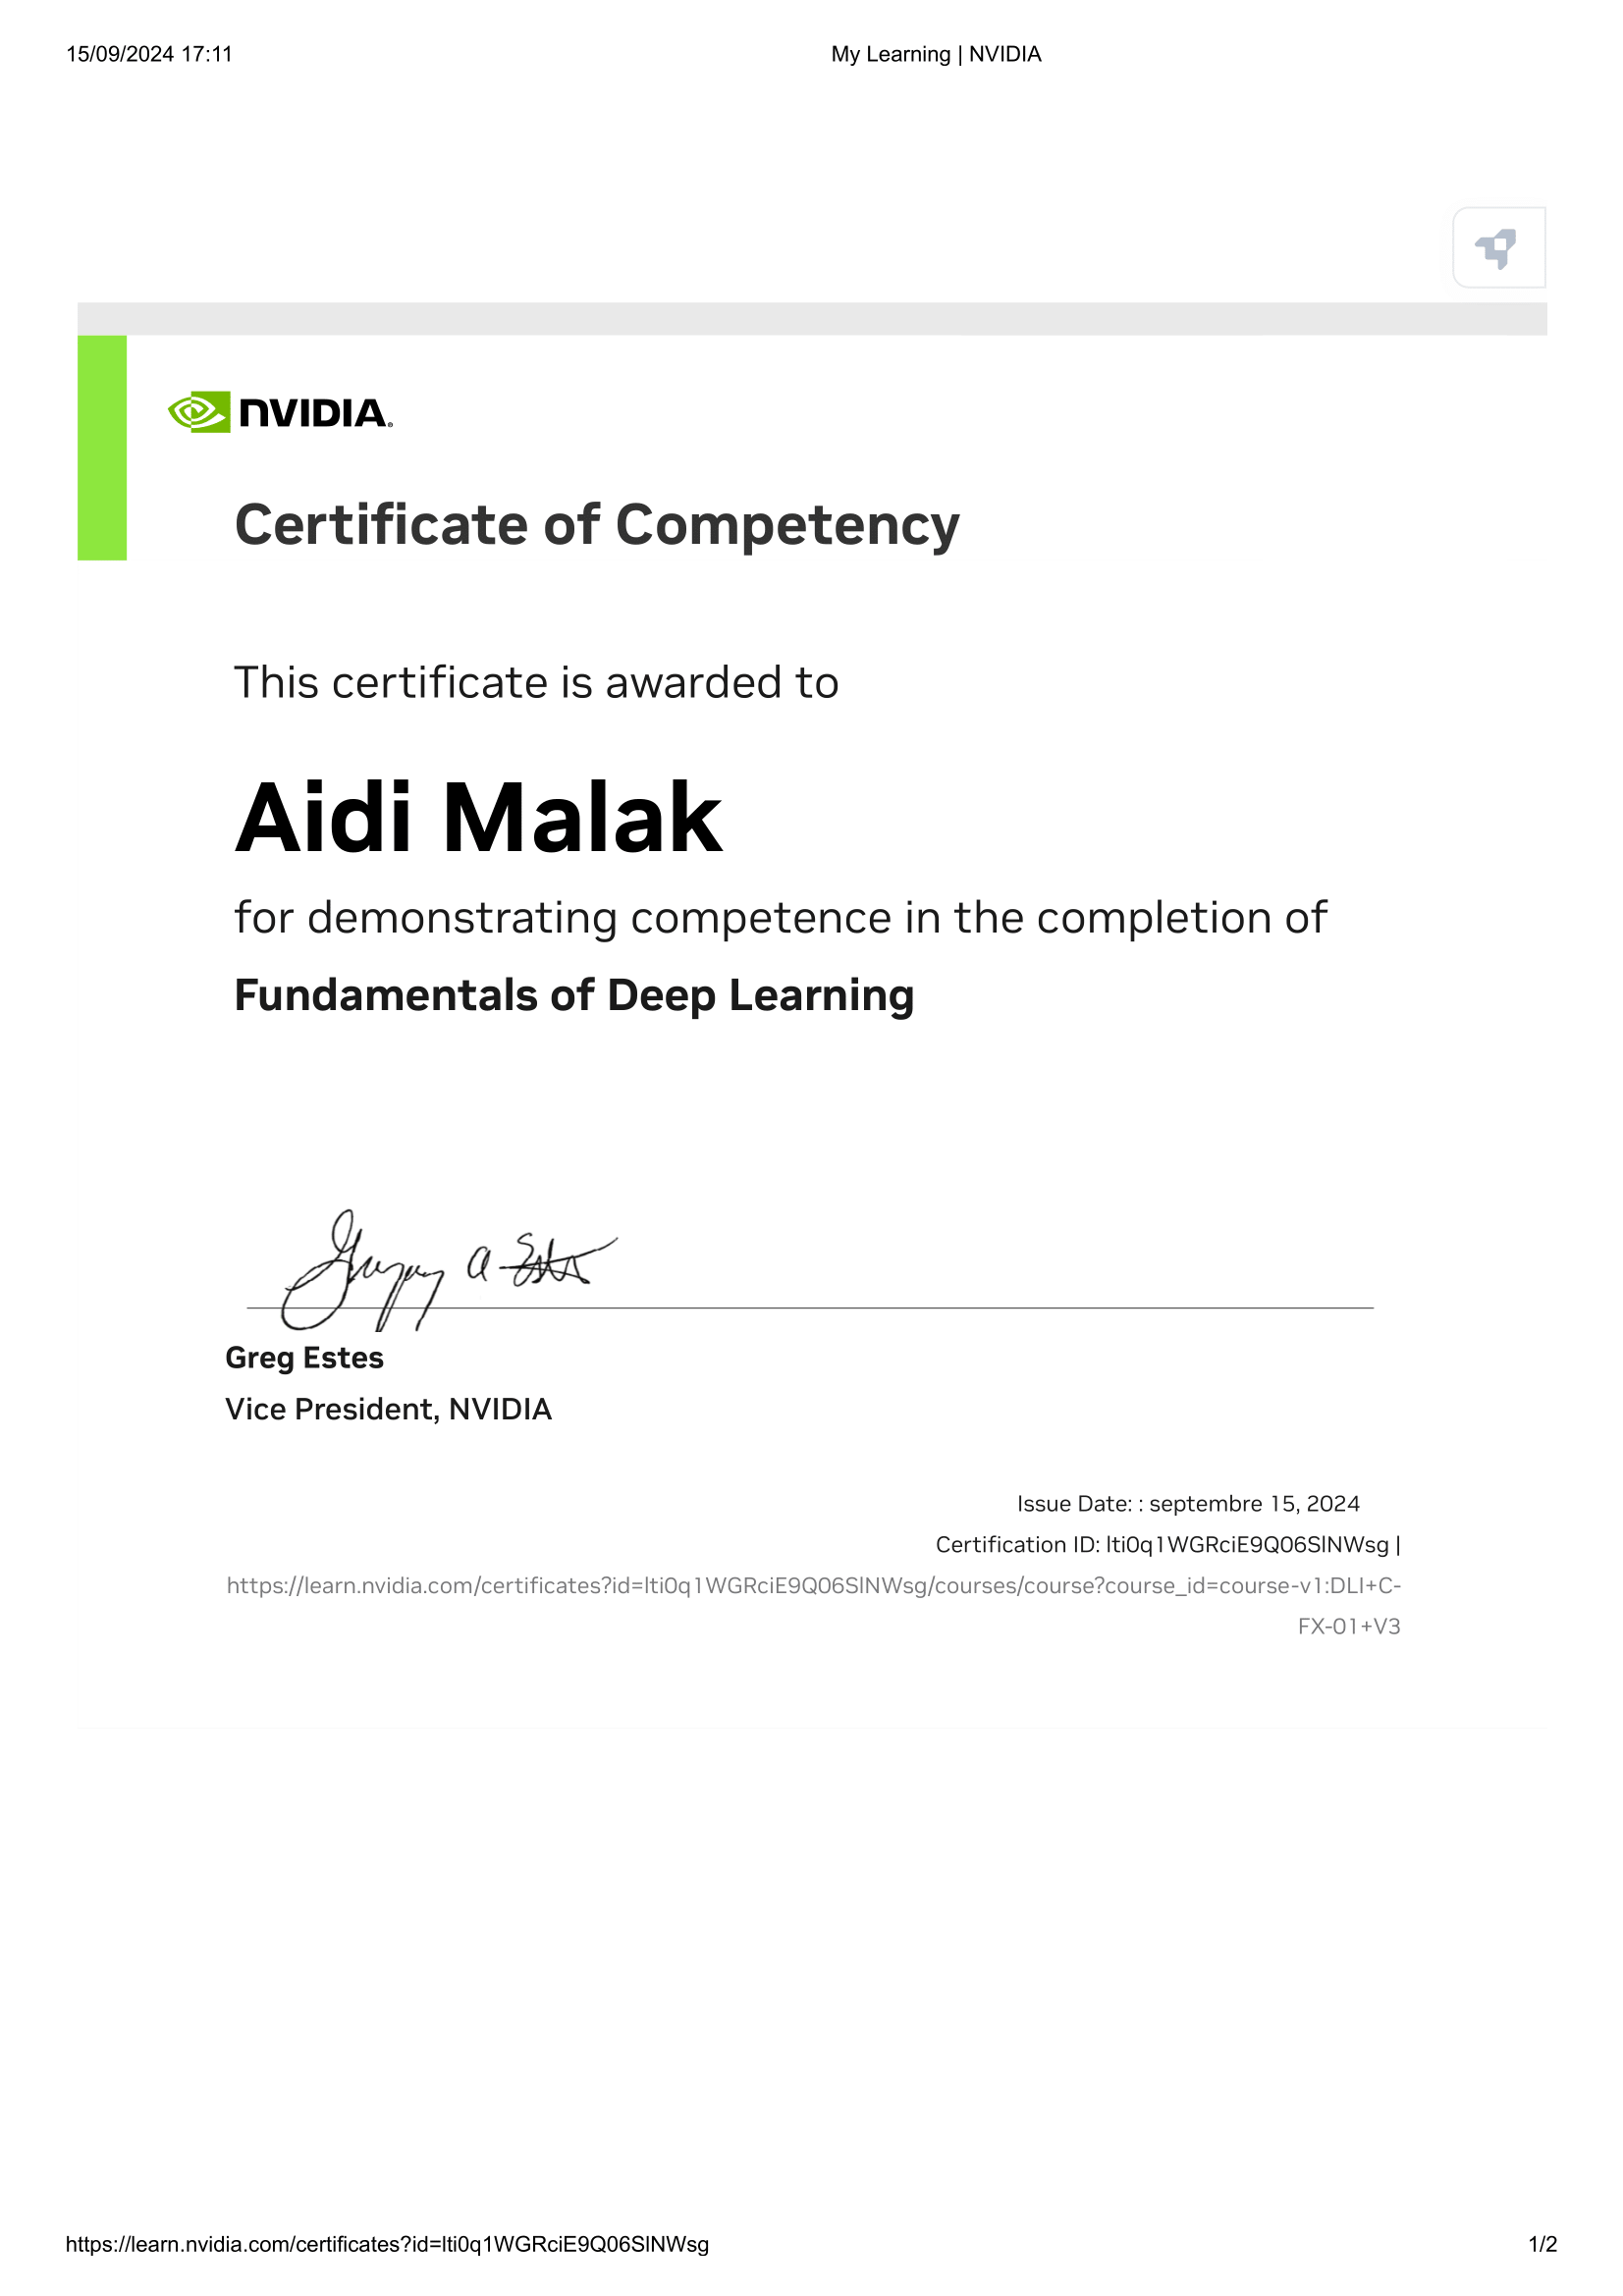 15/09/2024 17:11 My Learning | NVIDIA
NVIDIA.
Certificate of Competency
This certificate is awarded to
Aidi Malak
for demonstrating competence in the completion of
Fundamentals of Deep Learning
Gregory A Estes
Greg Estes
Vice President, NVIDIA
Issue Date: : septembre 15, 2024
Certification ID: lti0q1WGRciE9Q06SlNWsg |
https://learn.nvidia.com/certificates?id=lti0q1WGRciE9Q06SlNWsg/courses/course?course_id=course-v1:DLI+C-
FX-01+V3
https://learn.nvidia.com/certificates?id=lti0q1WGRciE9Q06SlNWsg 1/2